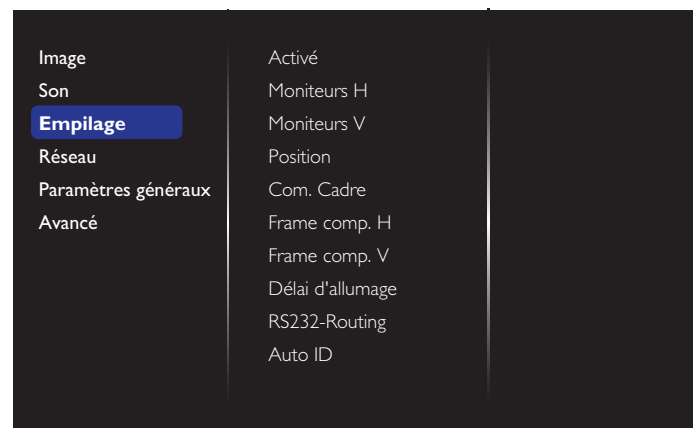 Image
Son
Empilage
Réseau
Paramètres généraux
Avancé
Activé
Moniteurs H
Moniteurs V
Position
Com. Cadre
Frame comp. H
Frame comp. V
Délai d'allumage
RS232-Routing
Auto ID